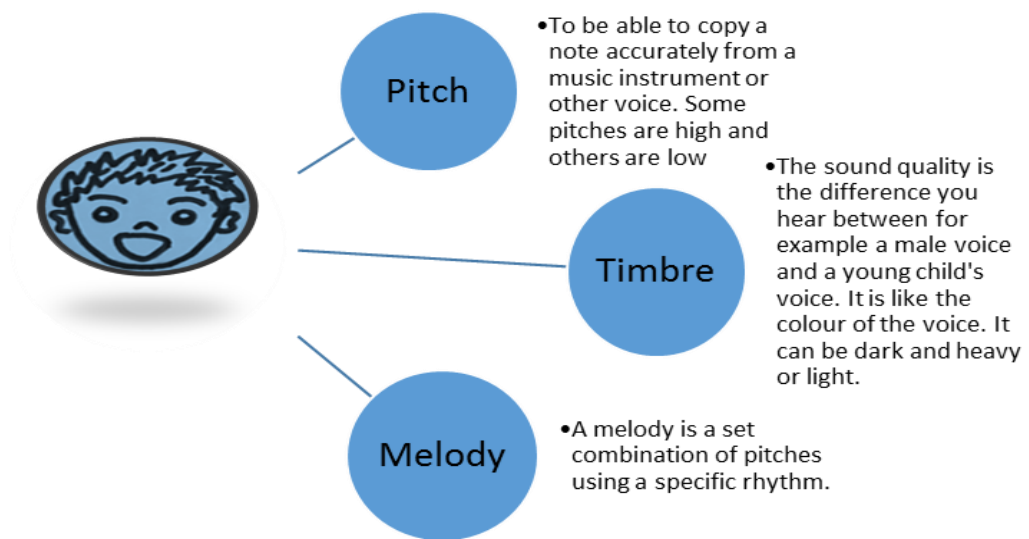 Pitch
•To be able to copy a
note accurately from a
music instrument or
other voice. Some
pitches are high and
others are low
Timbre
•The sound quality is
the difference you
hear between for
example a male voice
and a young child's
voice. It is like the
colour of the voice. It
can be dark and heavy
or light.
Melody
•A melody is a set
combination of pitches
using a specific rhythm.